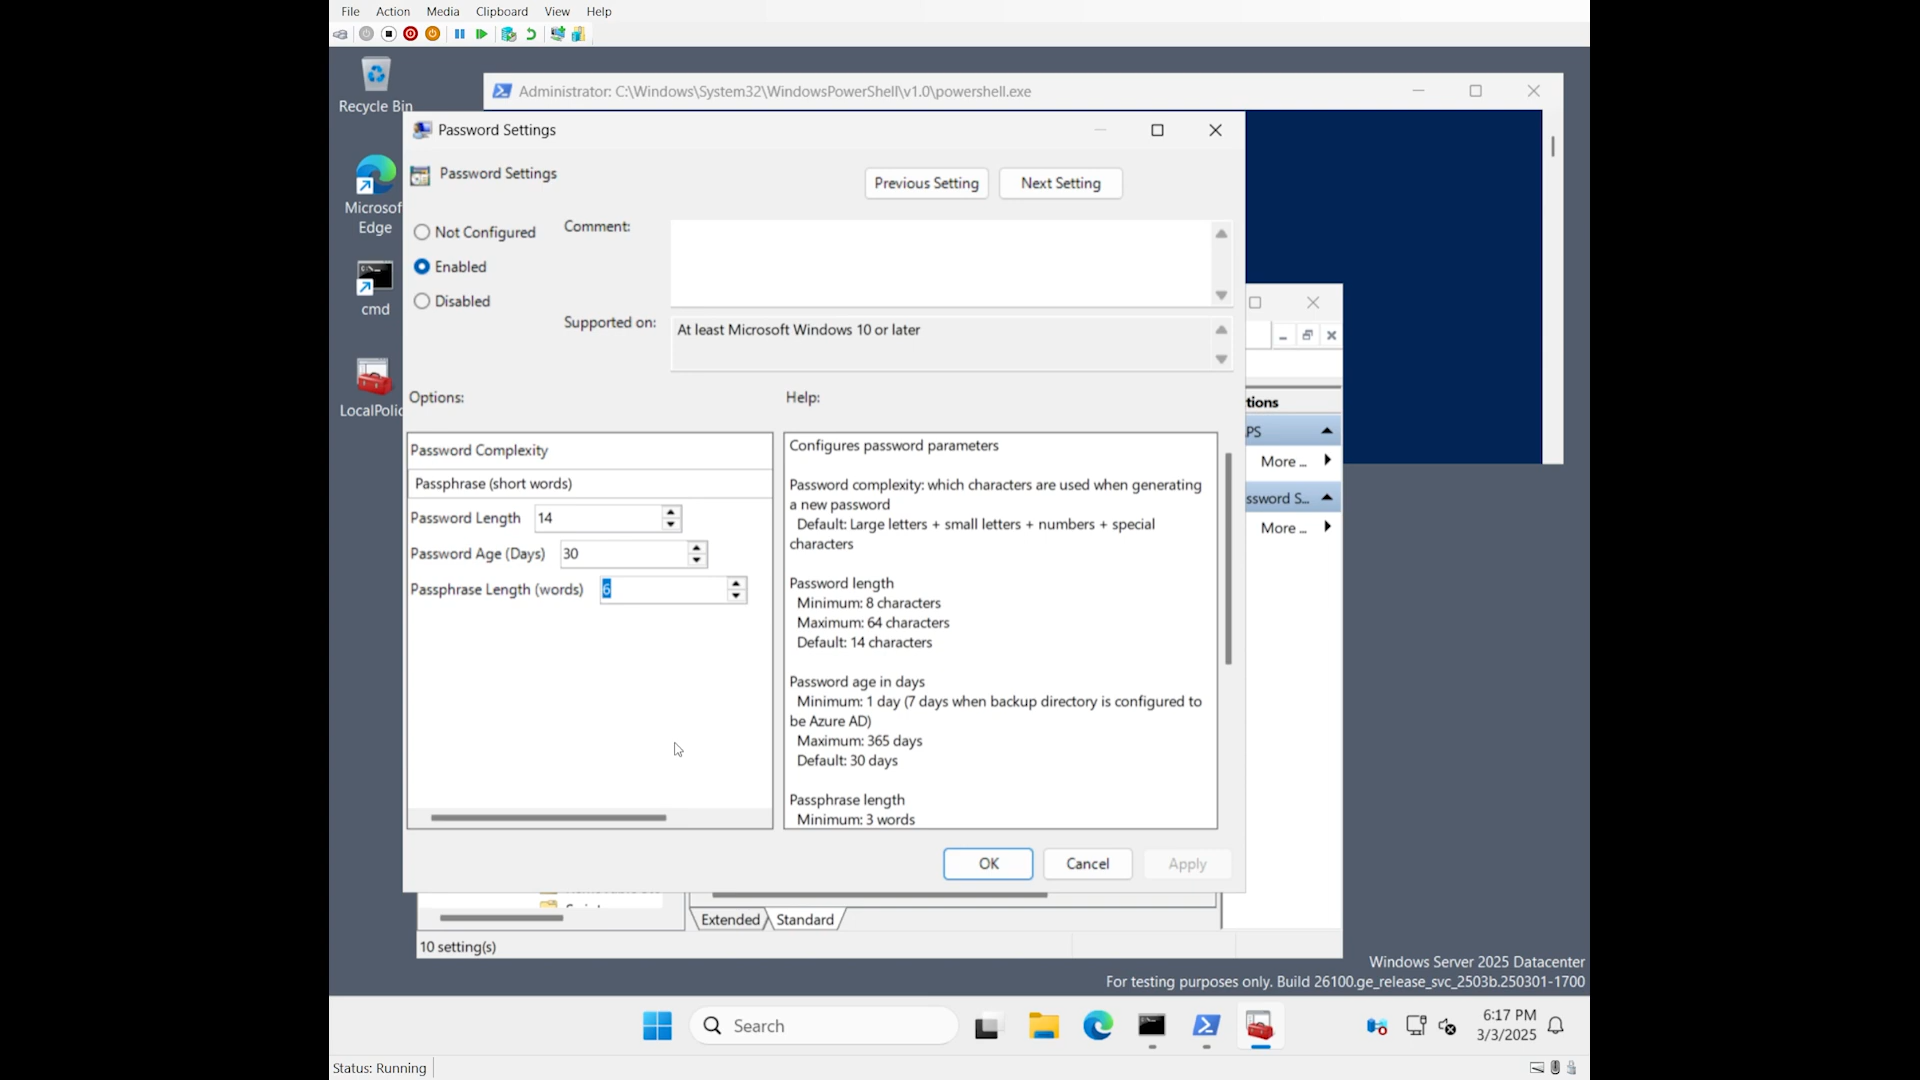 File Action Media Clipboard View Help
Recycle Bin
Administrator: C:\Windows\System32\WindowsPowerShell\v1.0\powershell.exe
Password Settings
Password Settings
Previous Setting
Next Setting
Microsof
Edge
Not Configured
Comment:
Enabled
cmd
Disabled
Supported on:
At least Microsoft Windows 10 or later
LocalPolic
Options:
Help:
tions
Password Complexity
Passphrase (short words)
Password Length 14
Password Age (Days) 30
Passphrase Length (words) 6
Configures password parameters
Password complexity: which characters are used when generating
a new password
Default: Large letters + small letters + numbers + special
characters
Password length
Minimum: 8 characters
Maximum: 64 characters
Default: 14 characters
Password age in days
Minimum: 1 day (7 days when backup directory is configured to
be Azure AD)
Maximum: 365 days
Default: 30 days
Passphrase length
Minimum: 3 words
PS
More ...
ssword S...
More ...
OK
Cancel
Apply
Extended
Standard
10 setting(s)
Windows Server 2025 Datacenter
For testing purposes only. Build 26100.ge_release_svc_2503b.250301-1700
Search
6:17 PM
3/3/2025
Status: Running